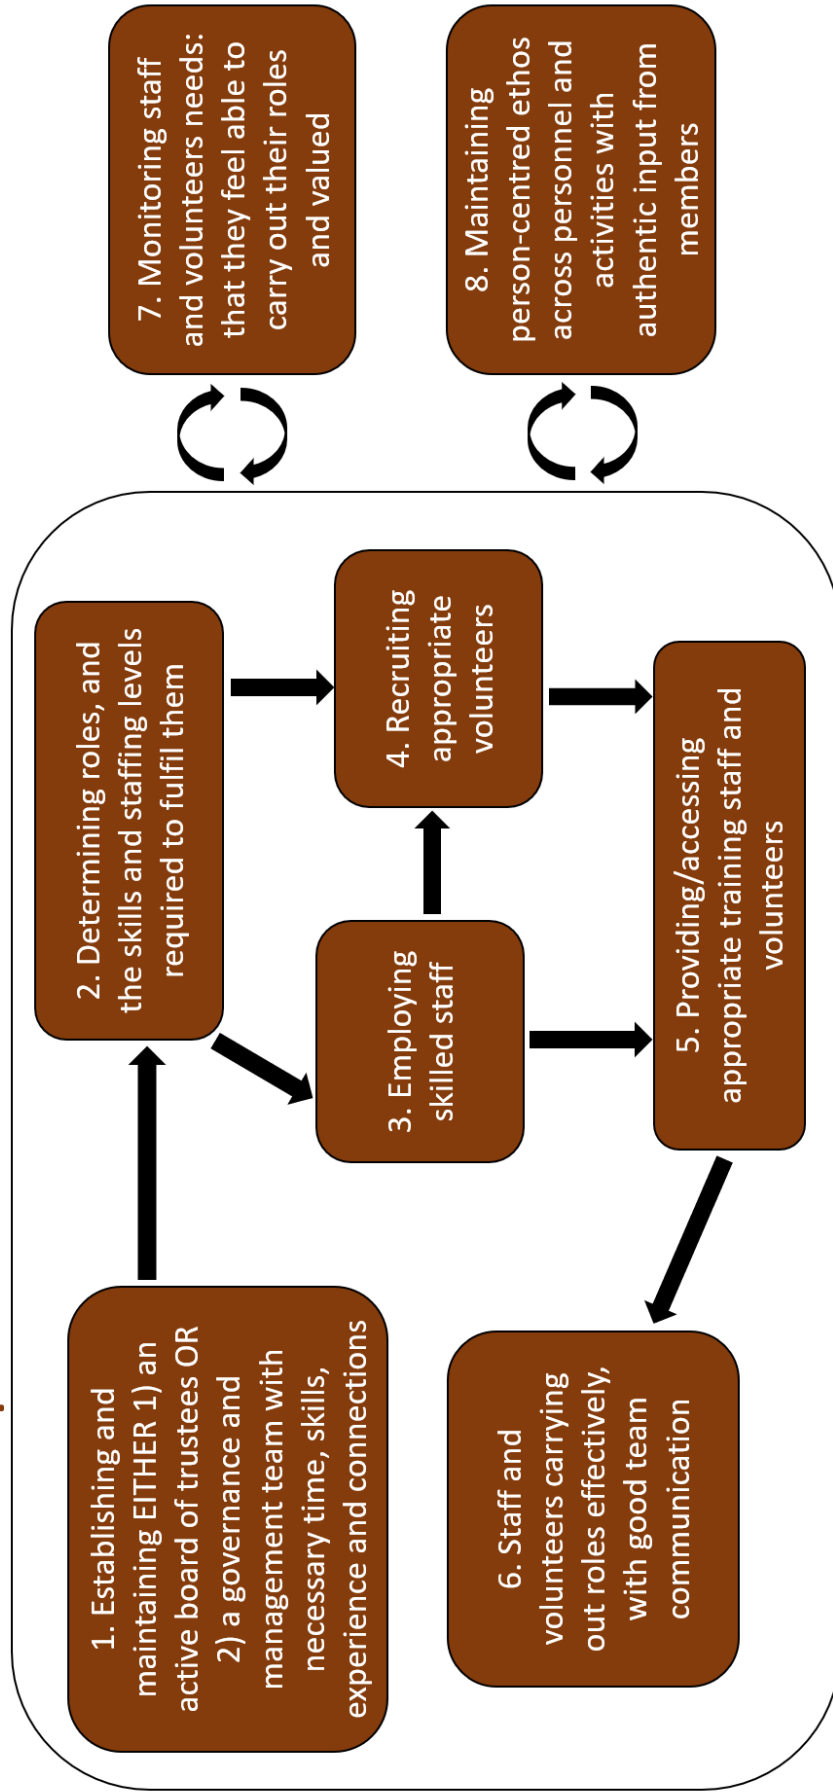 1. Establishing and
maintaining EITHER 1) an
active board of trustees OR
2) a governance and
management team with
necessary time, skills,
experience and connections
2. Determining roles, and
the skills and staffing levels
required to fulfil them
3. Employing
skilled staff
4. Recruiting
appropriate
volunteers
5. Providing/accessing
appropriate training staff and
volunteers
6. Staff and
volunteers carrying
out roles effectively,
with good team
communication
7. Monitoring staff
and volunteers needs:
that they feel able to
carry out their roles
and valued
8. Maintaining
person-centred ethos
across personnel and
activities with
authentic input from
members